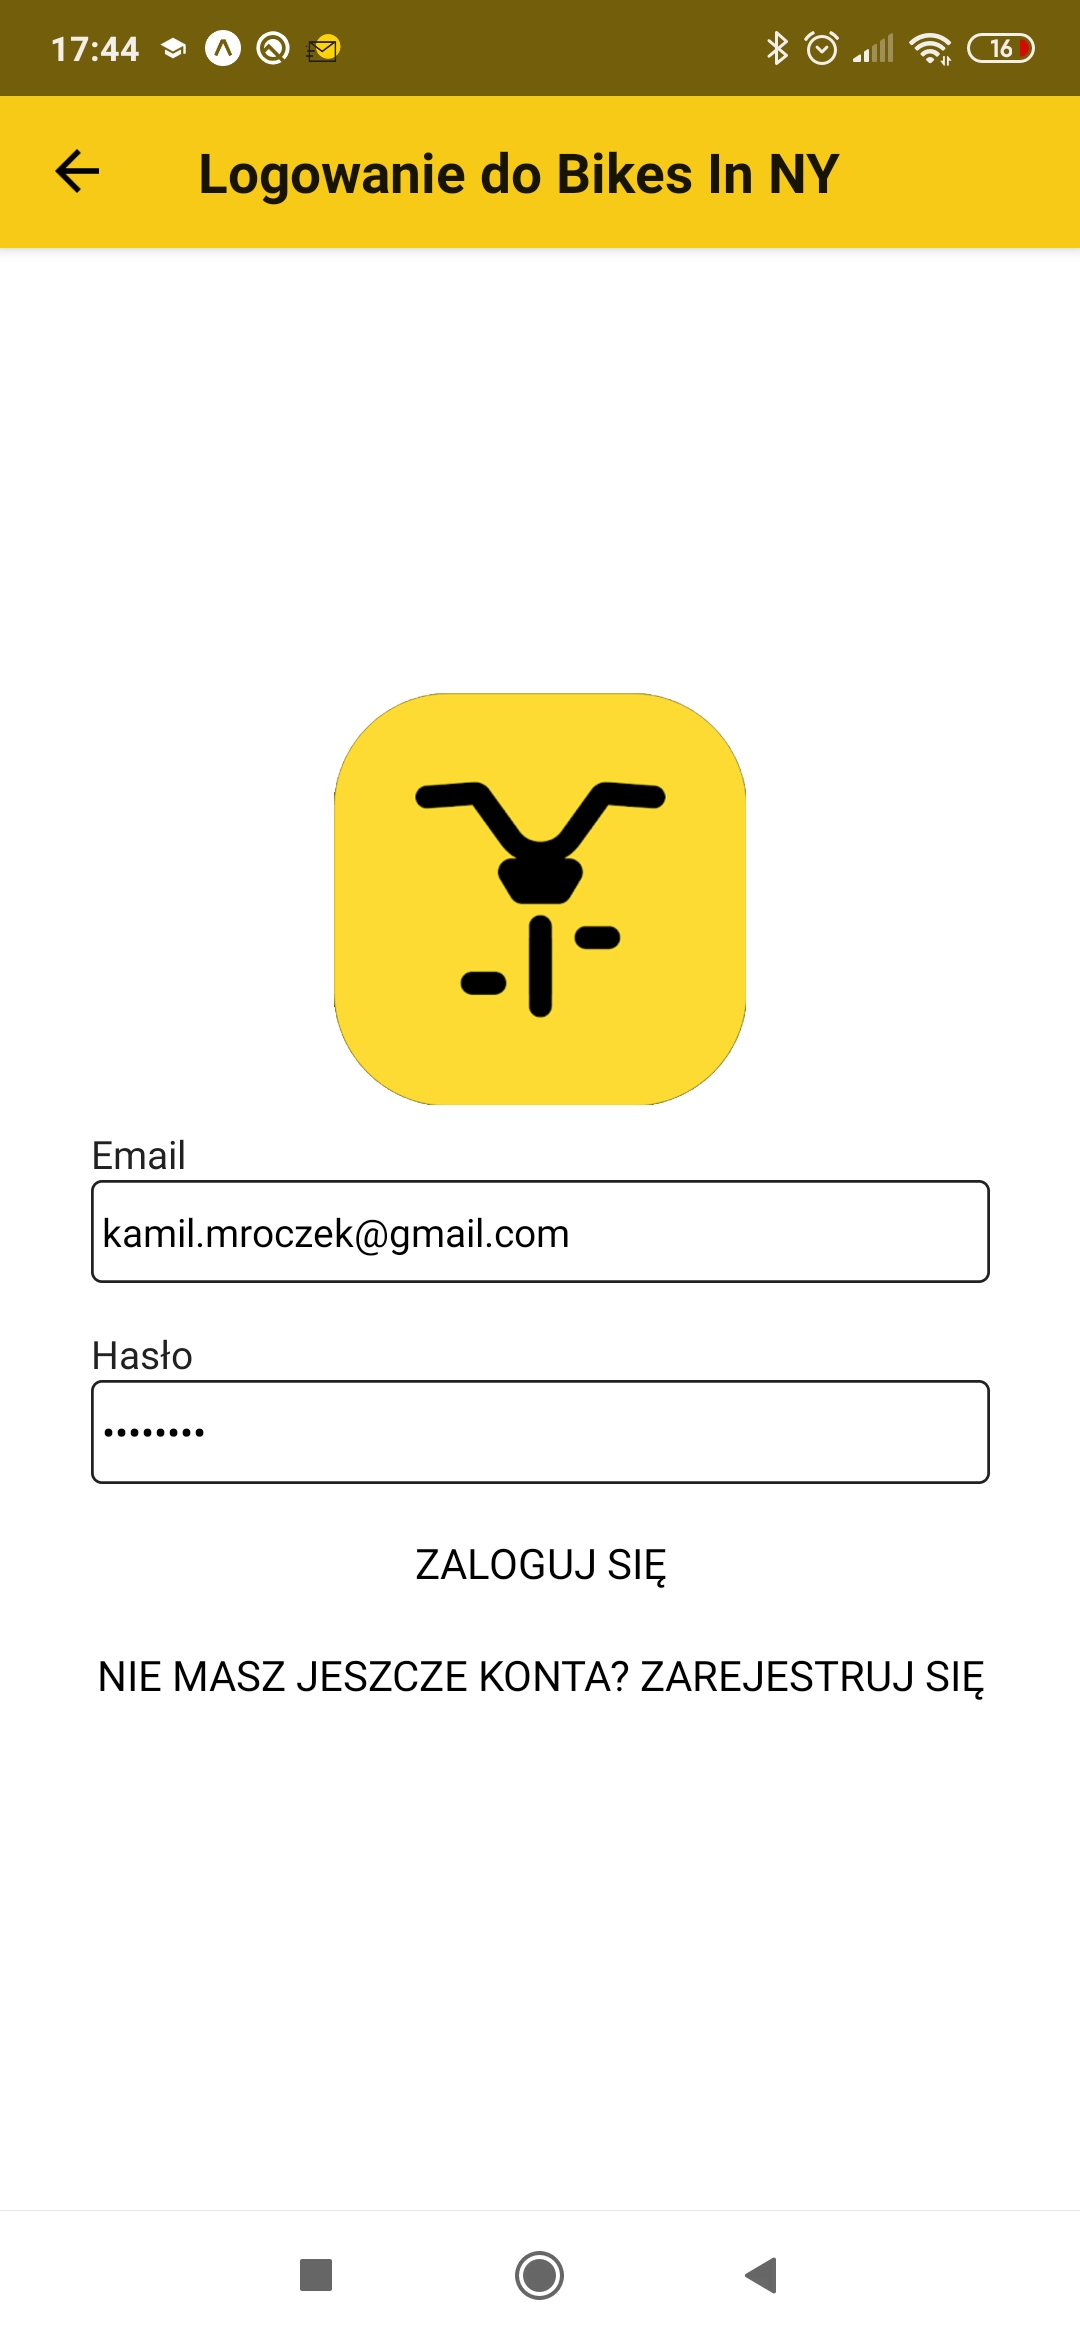 17:44
16
Logowanie do Bikes In NY
Email
kamil.mroczek@gmail.com
Hasło
••••••••
ZALOGUJ SIĘ
NIE MASZ JESZCZE KONTA? ZAREJESTRUJ SIĘ